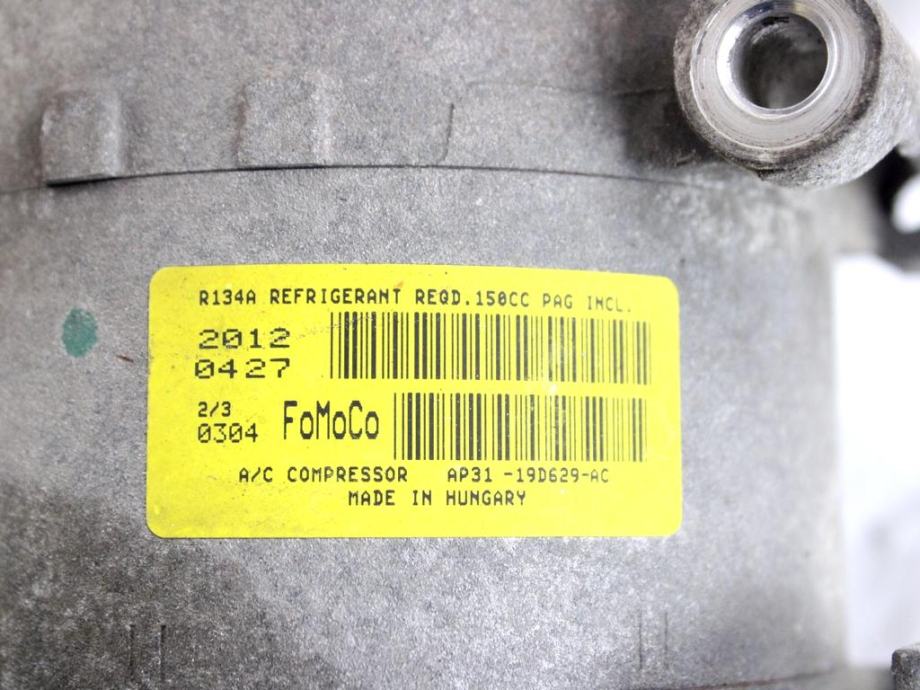 R134A REFRIGERANT REQD.150CC PAG INCL.
2012
0427
2/3
0304 FoMoCo
A/C COMPRESSOR AP31 -19D629-AC
MADE IN HUNGARY